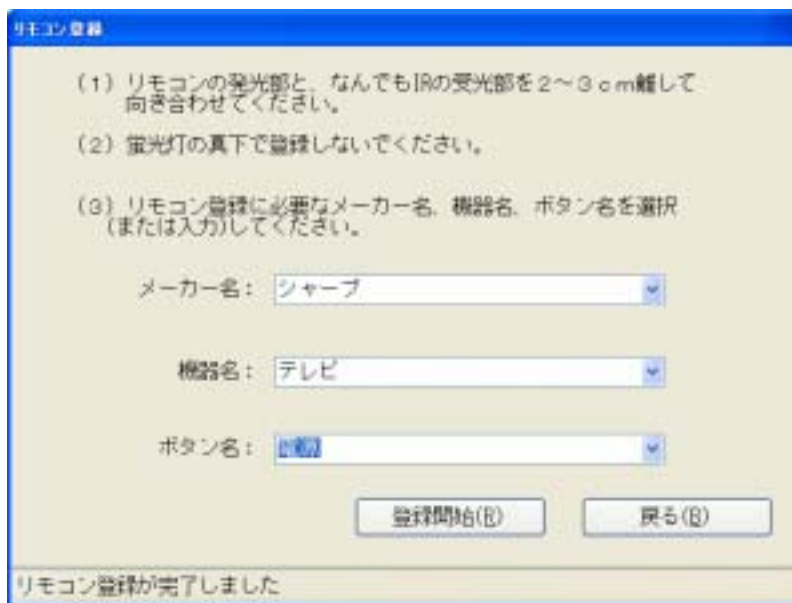 リモコン登録
(1)リモコンの発光部と、なんでもIRの受光部を2〜3cm離して
向き合わせてください。
(2)蛍光灯の真下で登録しないでください。
(3)リモコン登録に必要なメーカー名、機器名、ボタン名を選択
(または入力)してください。
メーカー名: シャープ
機器名: テレビ
ボタン名:
登録開始(R) 戻る(B)
リモコン登録が完了しました